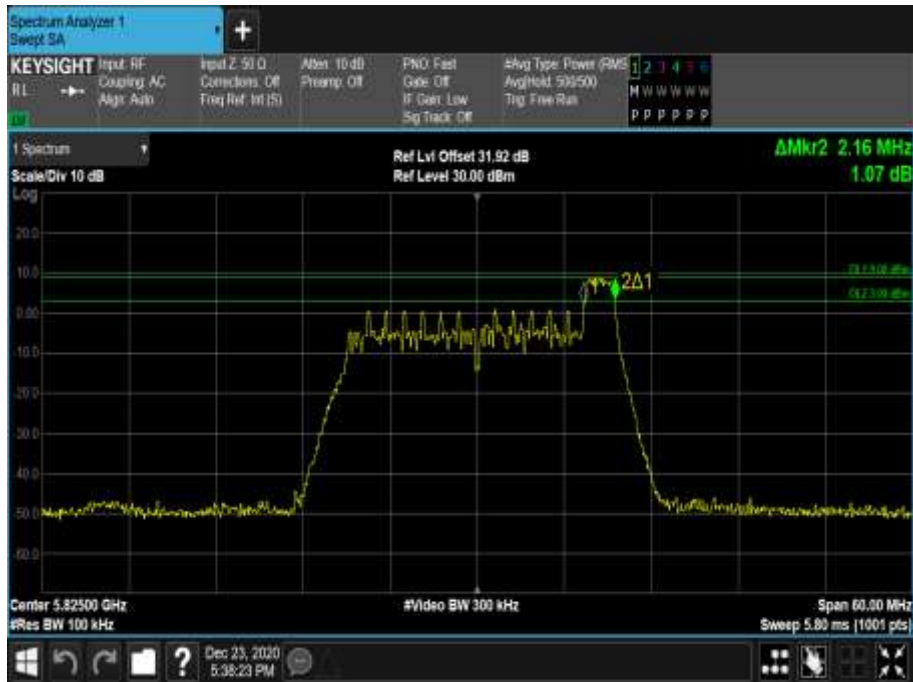 Spectrum Analyzer 1
Swept SA
+
KEYSIGHT Input: RF Input Z: 50 Ω Atten: 10 dB PNO: Fast #Avg Type: Power (RMS 1 2 3 4 5 6
RL Coupling: AC Corrections: Off Preamp: Off Gate: Off Avg|Hold: 500/500 M W W W W W
Align: Auto Freq Ref: Int (S) IF Gain: Low Trig: Free Run
Sig Track: Off P P P P P P
1 Spectrum
Scale/Div 10 dB
Ref Lvl Offset 31.92 dB
Ref Level 30.00 dBm
ΔMkr2 2.16 MHz
1.07 dB
Log
20.0
10.0
0.00
-10.0
-20.0
-30.0
-40.0
-50.0
-60.0
2Δ1
Center 5.82500 GHz #Video BW 300 kHz Span 60.00 MHz
#Res BW 100 kHz Sweep 5.80 ms (1001 pts)
? Dec 23, 2020
5:38:23 PM